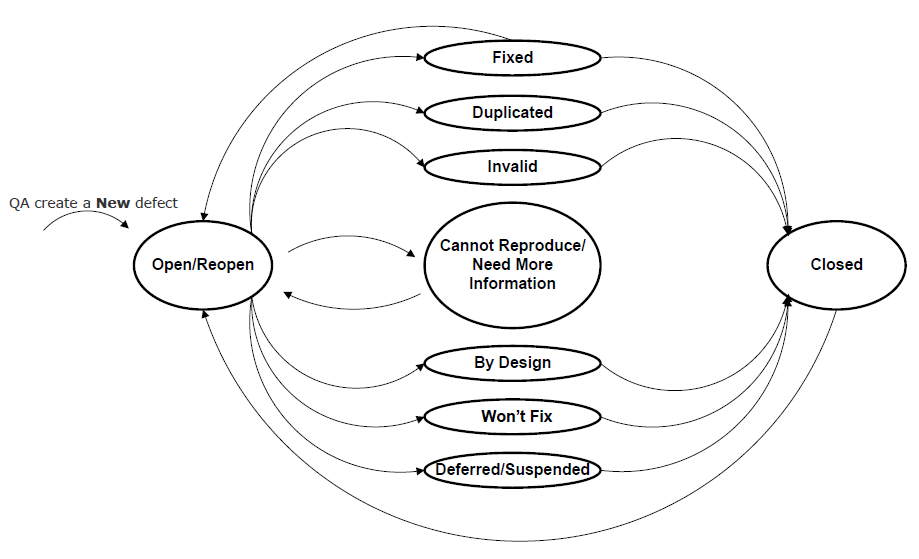 Fixed
Duplicated
Invalid
QA create a New defect
Open/Reopen
Cannot Reproduce/
Need More
Information
Closed
By Design
Won’t Fix
Deferred/Suspended